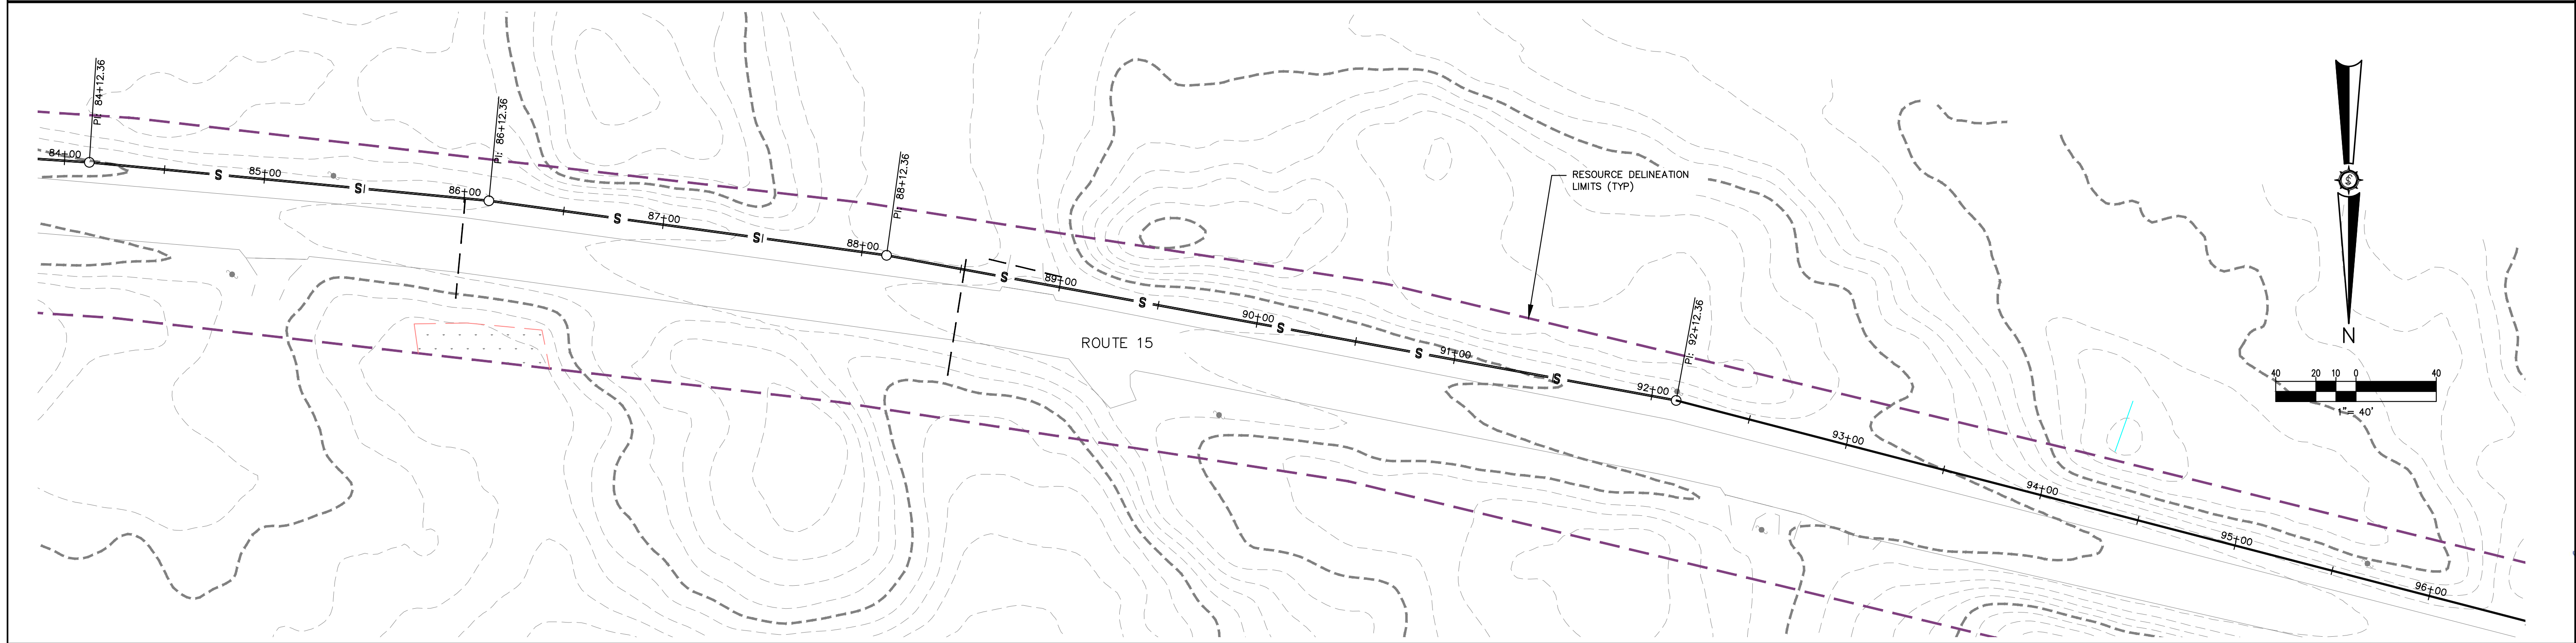 PI: 84+12.36
PI: 86+12.36
PI: 88+12.36
PI: 92+12.36
84+00
85+00
86+00
87+00
88+00
89+00
90+00
91+00
92+00
93+00
94+00
95+00
96+00
S
S
S
S
S
S
S
S
S
RESOURCE DELINEATION
LIMITS (TYP)
ROUTE 15
N
40 20 10 0 40
1"= 40'